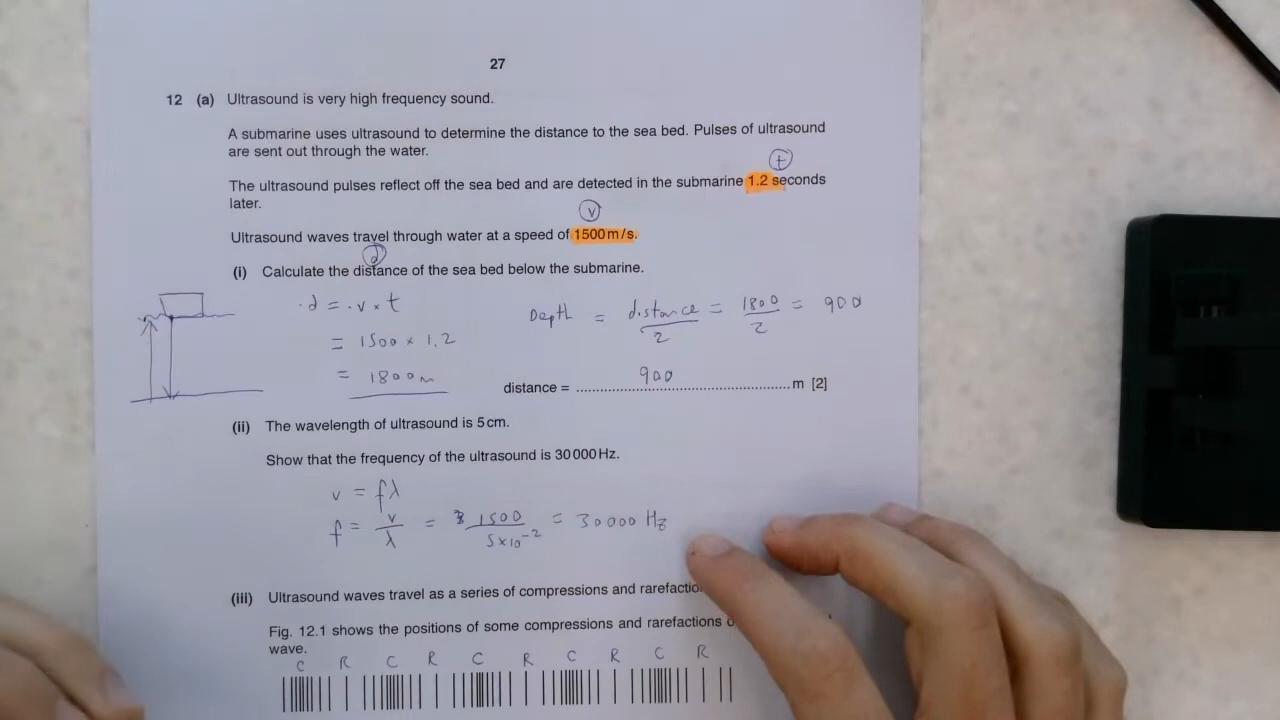 27
12 (a) Ultrasound is very high frequency sound.
A submarine uses ultrasound to determine the distance to the sea bed. Pulses of ultrasound
are sent out through the water.
t
The ultrasound pulses reflect off the sea bed and are detected in the submarine 1.2 seconds
later.
v
Ultrasound waves travel through water at a speed of 1500 m/s.
d
(i) Calculate the distance of the sea bed below the submarine.
d = v × t
Depth = distance/2 = 1800/2 = 900
= 1500 × 1.2
= 1800m
distance = 900 m [2]
(ii) The wavelength of ultrasound is 5 cm.
Show that the frequency of the ultrasound is 30 000 Hz.
v = fλ
f = v/λ = 1500/5×10⁻² = 30000 Hz
(iii) Ultrasound waves travel as a series of compressions and
Fig. 12.1 shows the positions of some compressions and rarefactions
wave.
C R C R C R C R C R